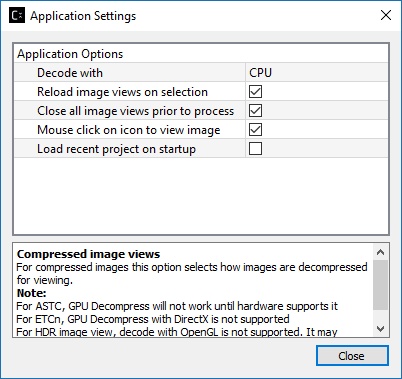 Application Settings
Application Options
Decode with CPU
Reload image views on selection
Close all image views prior to process
Mouse click on icon to view image
Load recent project on startup
Compressed image views
For compressed images this option selects how images are decompressed
for viewing.
Note:
For ASTC, GPU Decompress will not work until hardware supports it
For ETCn, GPU Decompress with DirectX is not supported
For HDR image view, decode with OpenGL is not supported. It may
Close